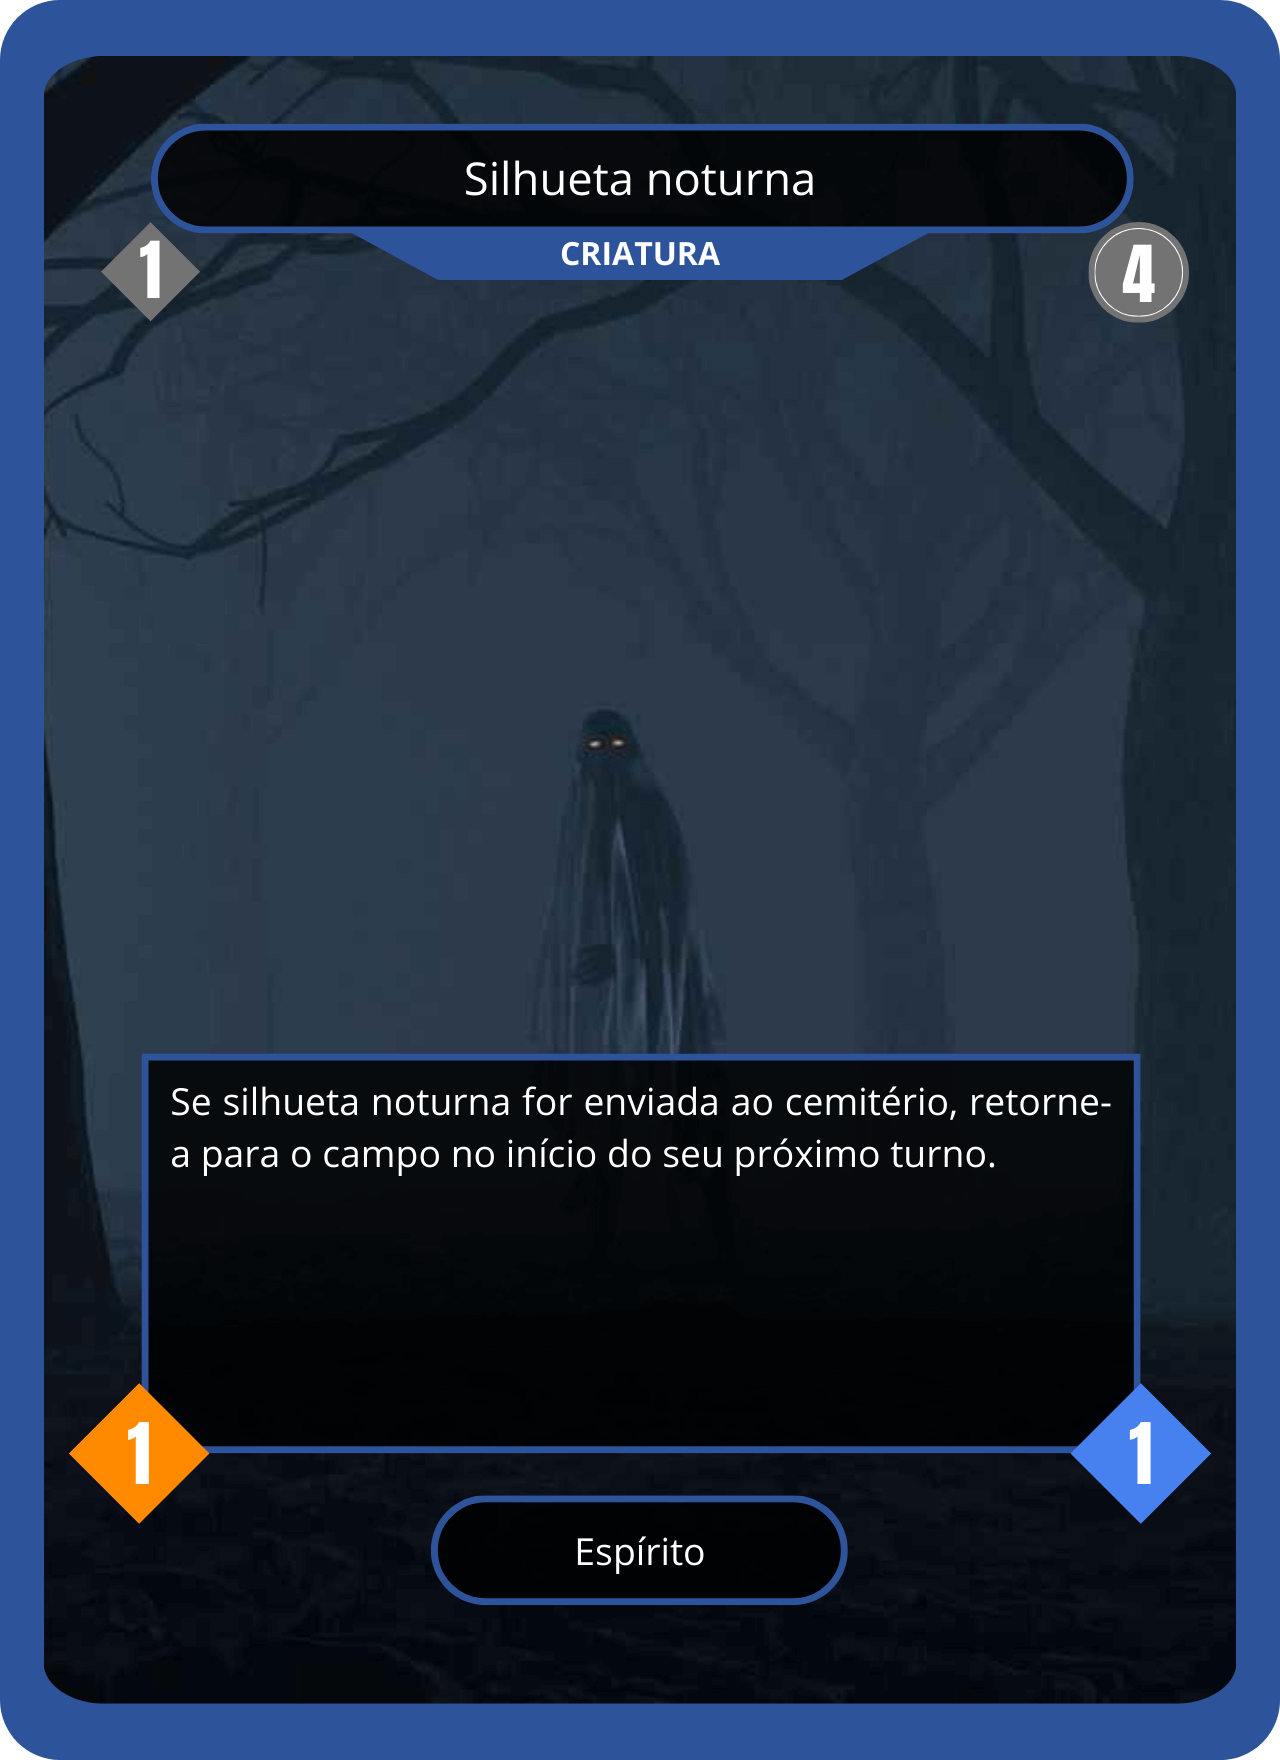 Silhueta noturna
1
CRIATURA
4
Se silhueta noturna for enviada ao cemitério, retorne-
a para o campo no início do seu próximo turno.
1
1
Espírito